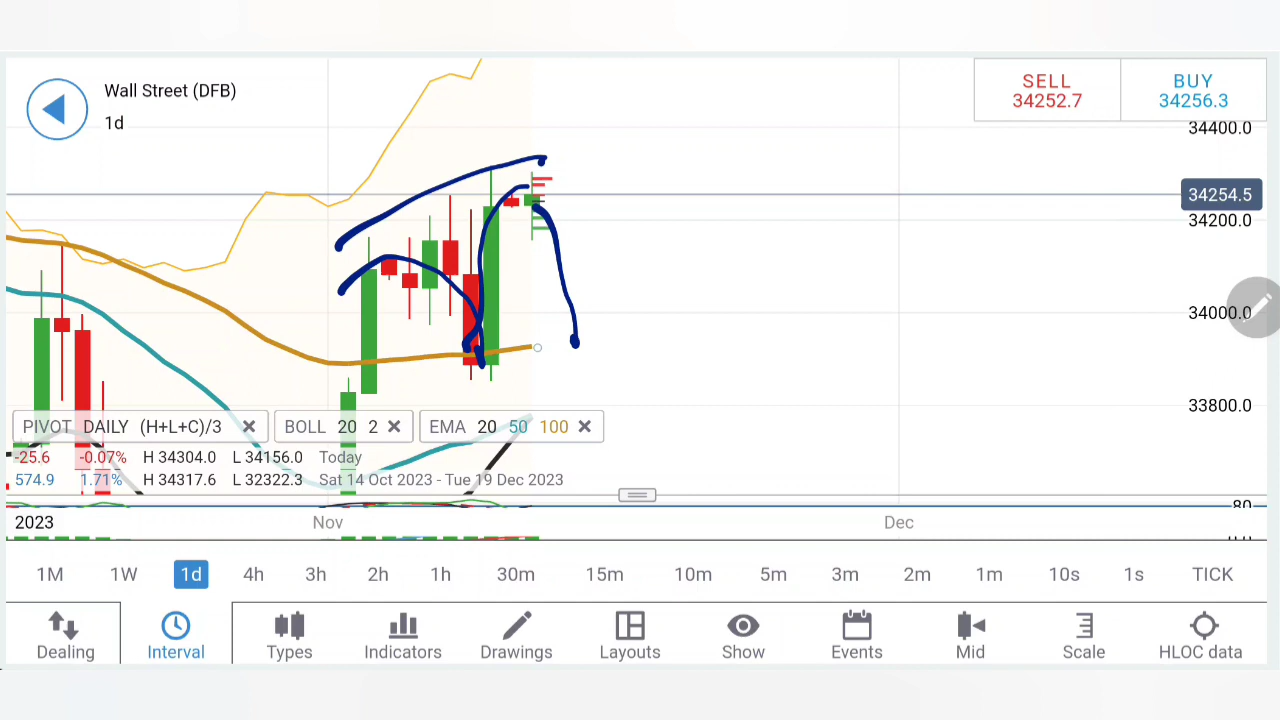 Wall Street (DFB)
1d
SELL
34252.7
BUY
34256.3
34400.0
34254.5
34200.0
34000.0
33800.0
PIVOT DAILY (H+L+C)/3
BOLL 20 2
EMA 20 50 100
-25.6 -0.07% H 34304.0 L 34156.0 Today
574.9 1.71% H 34317.6 L 32322.3 Sat 14 Oct 2023 - Tue 19 Dec 2023
80
2023 Nov Dec
1M 1W 1d 4h 3h 2h 1h 30m 15m 10m 5m 3m 2m 1m 10s 1s TICK
Dealing Interval Types Indicators Drawings Layouts Show Events Mid Scale HLOC data